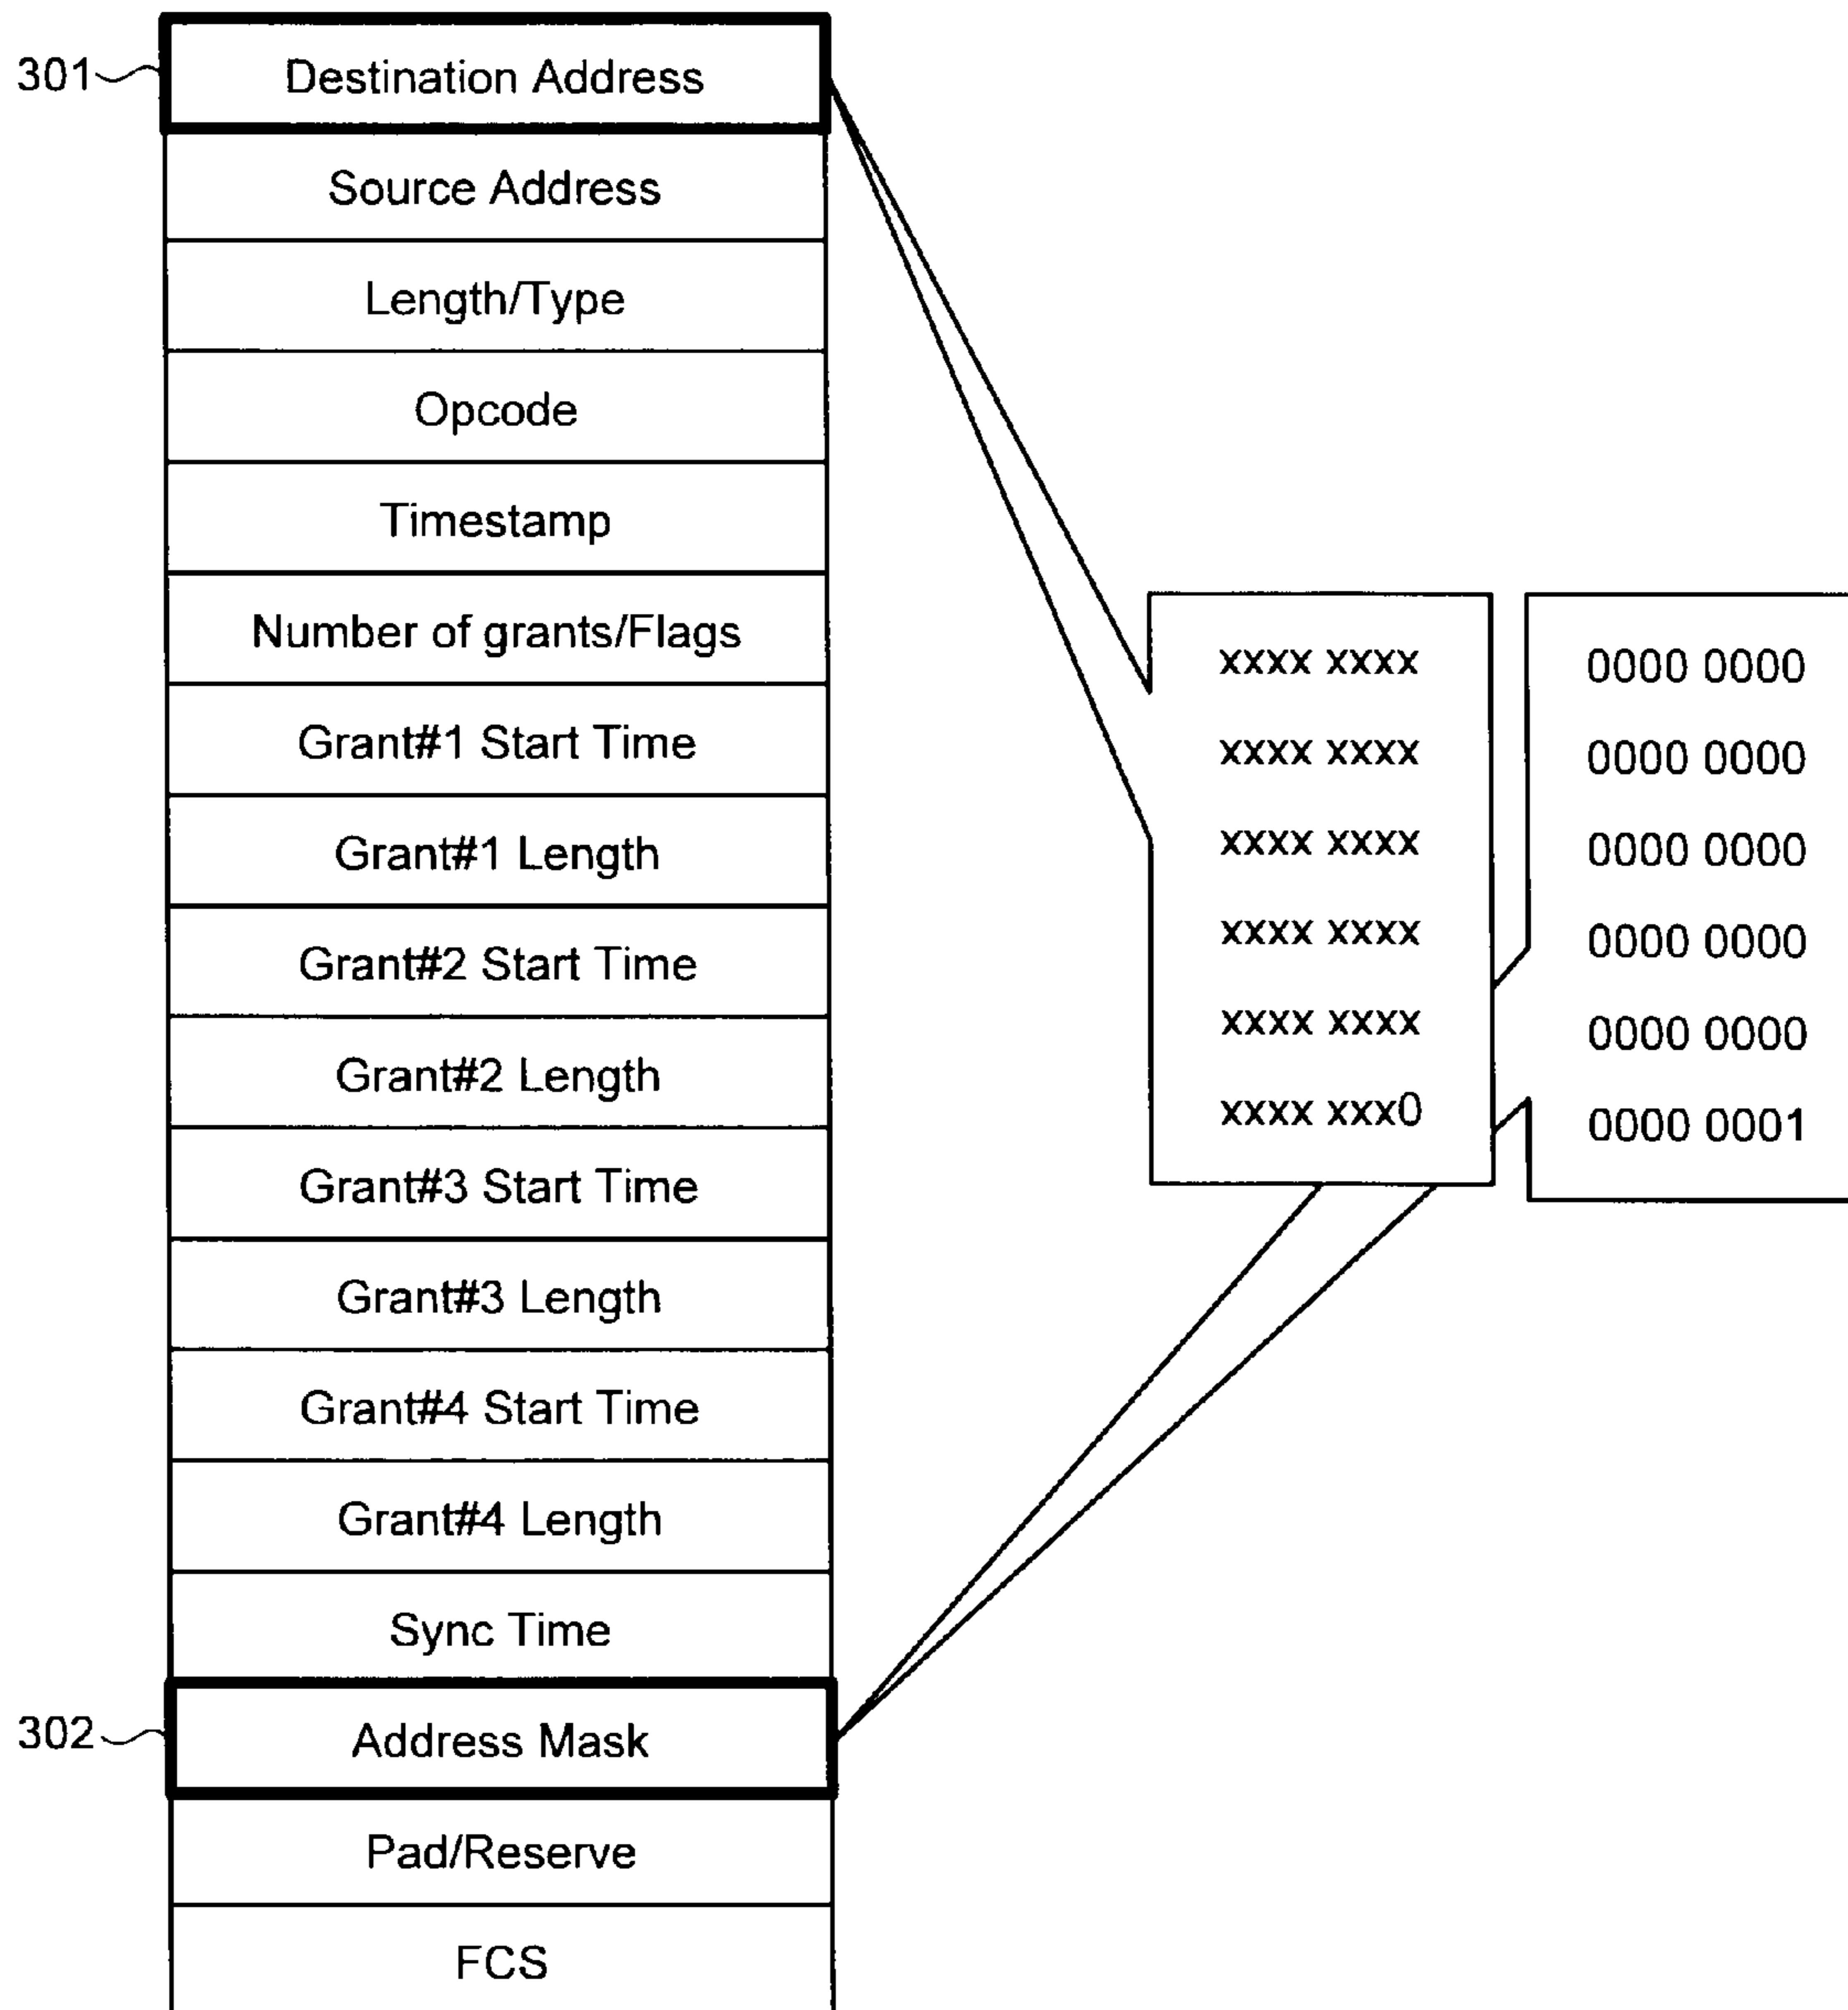 301 Destination Address
Source Address
Length/Type
Opcode
Timestamp
Number of grants/Flags
Grant#1 Start Time
Grant#1 Length
Grant#2 Start Time
Grant#2 Length
Grant#3 Start Time
Grant#3 Length
Grant#4 Start Time
Grant#4 Length
Sync Time
302 Address Mask
Pad/Reserve
FCS
xxxx xxxx
xxxx xxxx
xxxx xxxx
xxxx xxxx
xxxx xxxx
xxxx xxx0
0000 0000
0000 0000
0000 0000
0000 0000
0000 0000
0000 0001